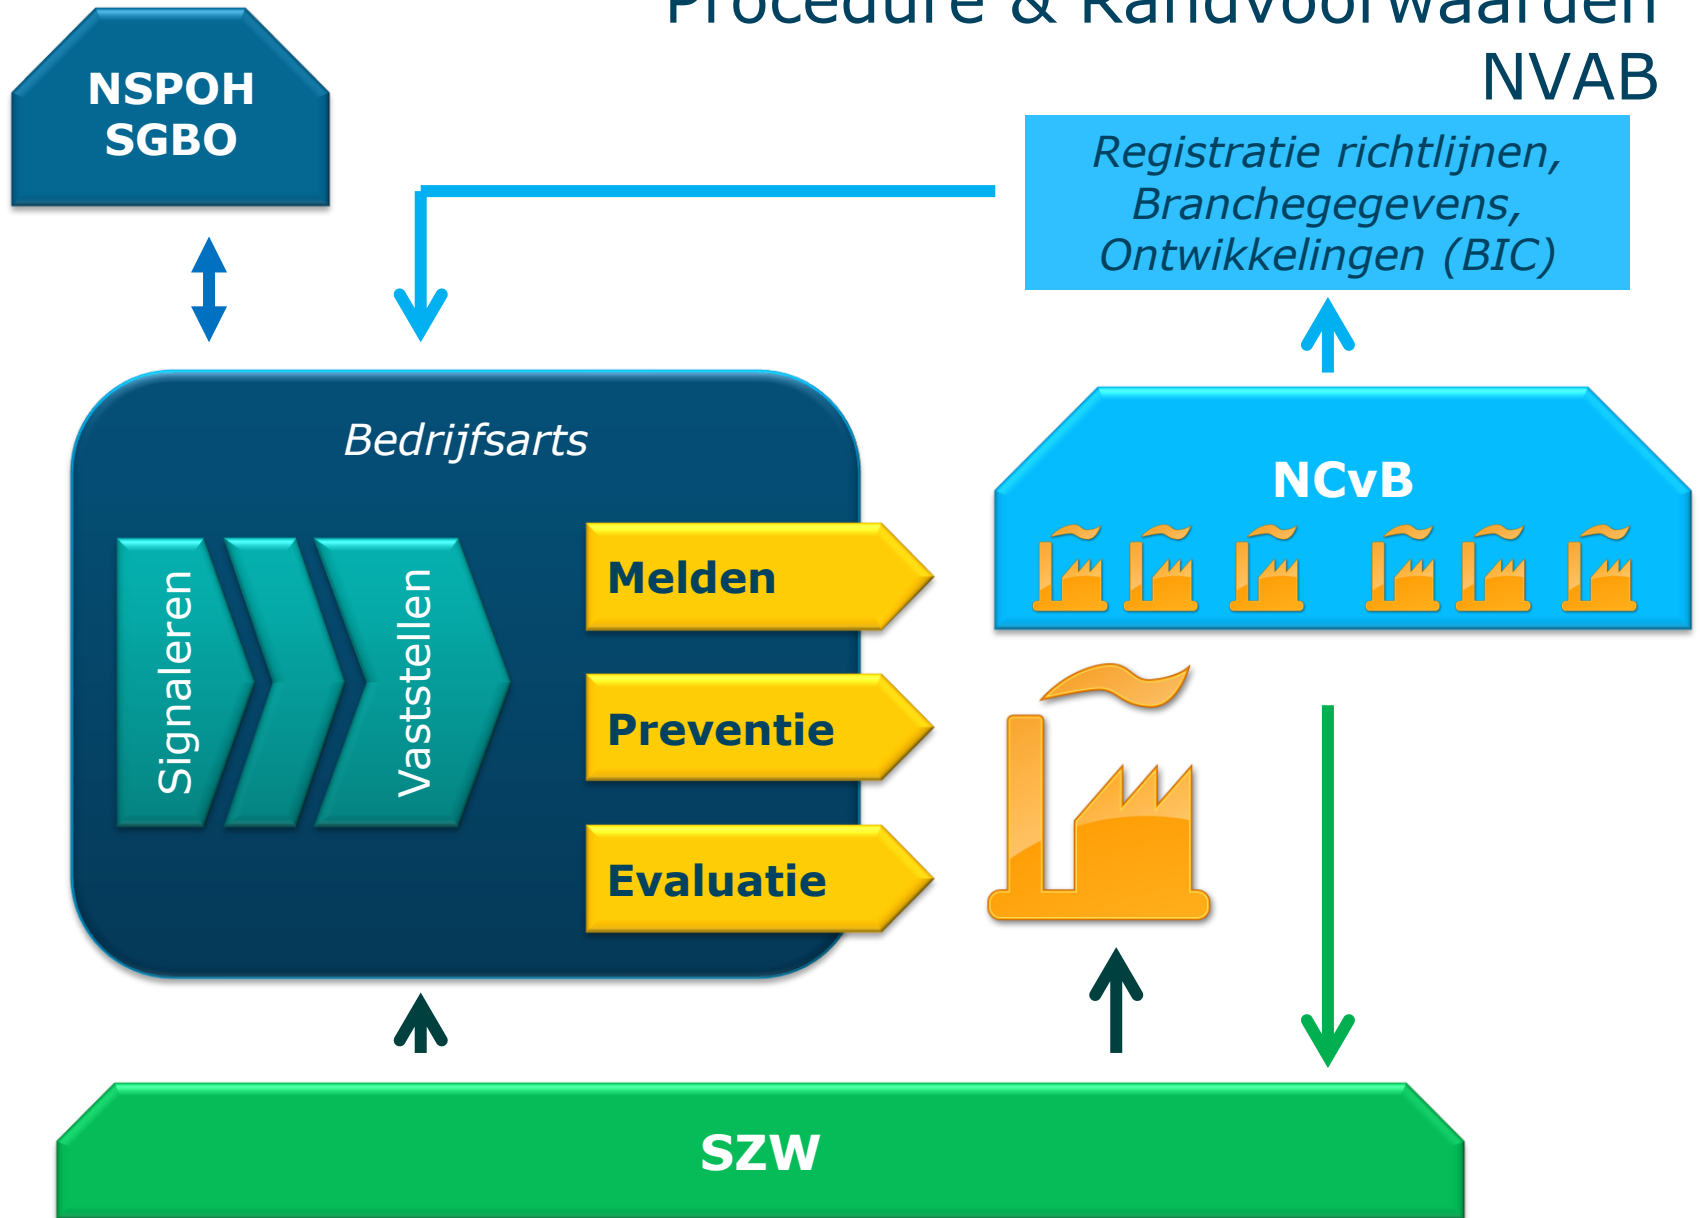 Procedure & Randvoorwaarden
NVAB
NSPOH
SGBO
Registratie richtlijnen,
Branchegegevens,
Ontwikkelingen (BIC)
Bedrijfsarts
NCvB
Signaleren
Vaststellen
Melden
Preventie
Evaluatie
SZW